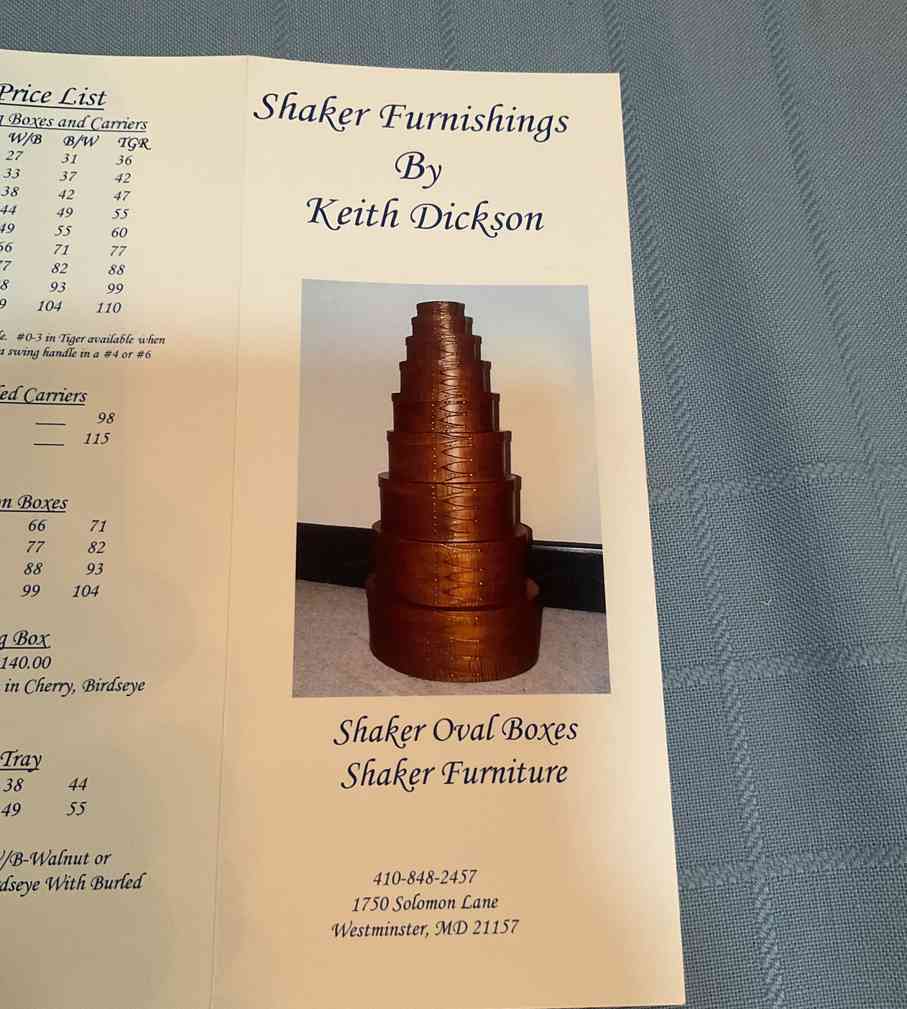 Price List
Boxes and Carriers
W/B B/W TGR
27 31 36
33 37 42
38 42 47
44 49 55
49 55 60
66 71 77
77 82 88
93 99
104 110
#0-3 in Tiger available when
swing handle in a #4 or #6
Carriers
___ 98
___ 115
Boxes
66 71
77 82
88 93
99 104
Box
140.00
in Cherry, Birdseye
Tray
38 44
49 55
W/B-Walnut or
With Burled
Shaker Furnishings
By
Keith Dickson
Shaker Oval Boxes
Shaker Furniture
410-848-2457
1750 Solomon Lane
Westminster, MD 21157